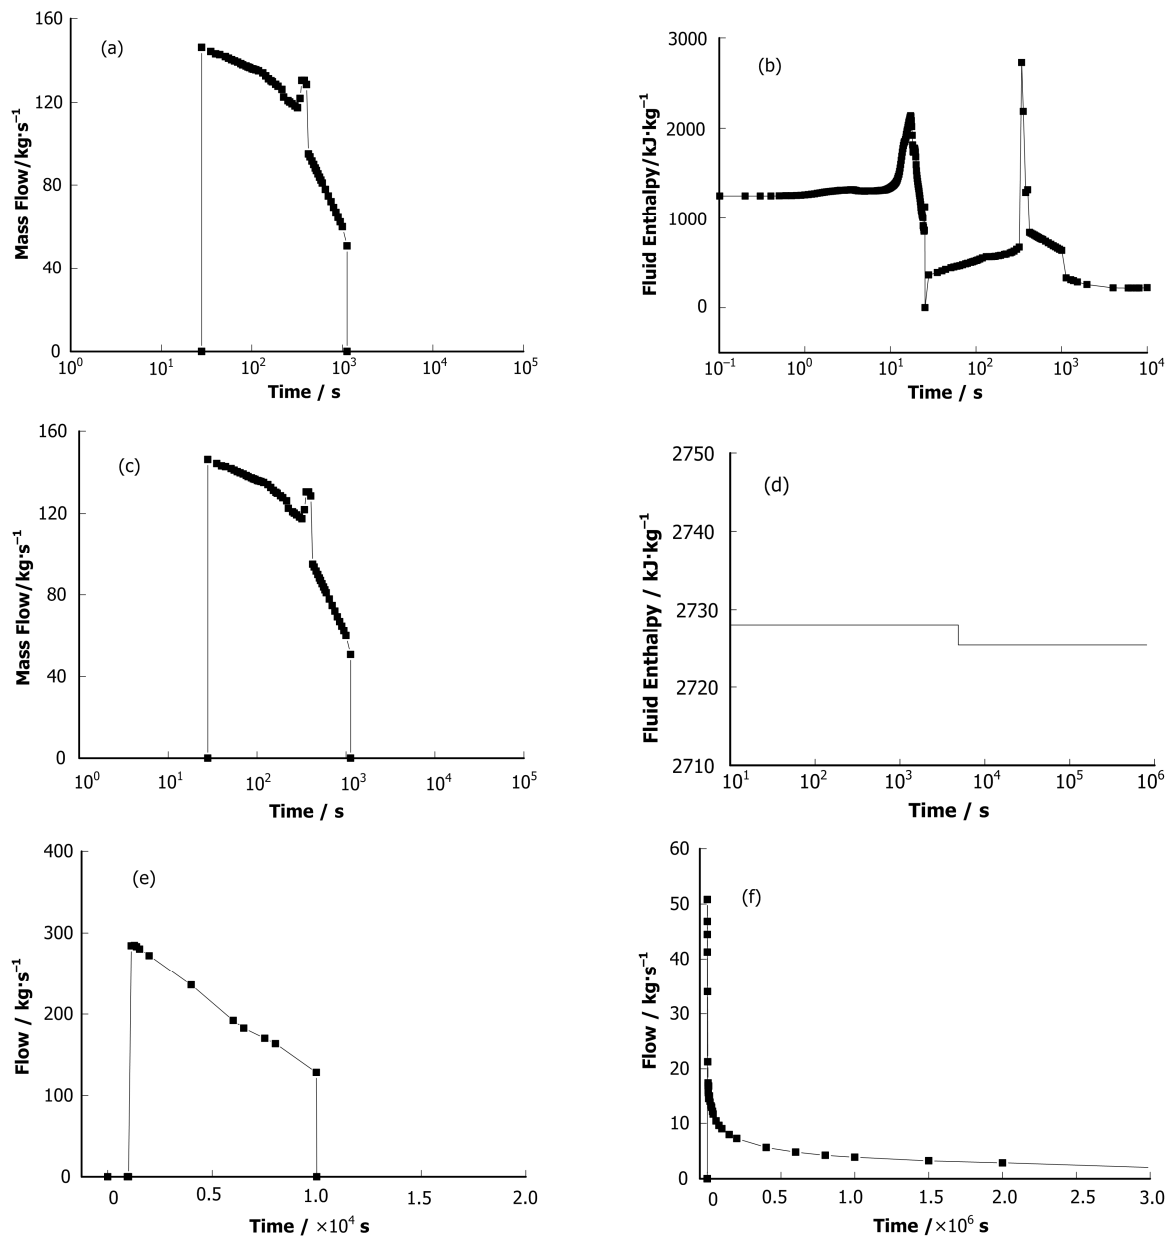 (a)
Mass Flow/kg·s⁻¹
160
120
80
40
0
10⁰ 10¹ 10² 10³ 10⁴ 10⁵
Time / s
(b)
Fluid Enthalpy/kJ·kg⁻¹
3000
2000
1000
0
10⁻¹ 10⁰ 10¹ 10² 10³ 10⁴
Time / s
(c)
Mass Flow/kg·s⁻¹
160
120
80
40
0
10⁰ 10¹ 10² 10³ 10⁴ 10⁵
Time / s
(d)
Fluid Enthalpy / kJ·kg⁻¹
2750
2740
2730
2720
2710
10¹ 10² 10³ 10⁴ 10⁵ 10⁶
Time / s
(e)
Flow / kg·s⁻¹
400
300
200
100
0
0 0.5 1.0 1.5 2.0
Time / ×10⁴ s
(f)
Flow / kg·s⁻¹
60
50
40
30
20
10
0
0 0.5 1.0 1.5 2.0 2.5 3.0
Time /×10⁶ s